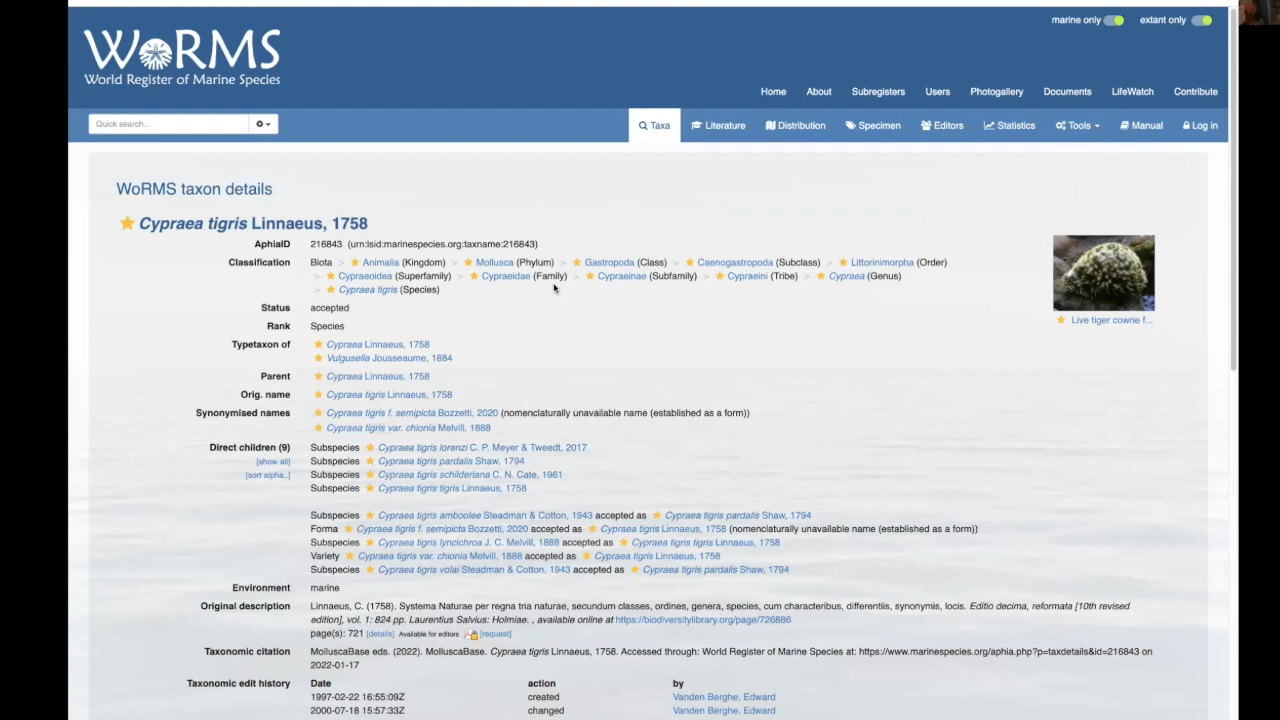 marine only extant only
WoRMS
World Register of Marine Species
Home About Subregisters Users Photogallery Documents LifeWatch Contribute
Quick search... Taxa Literature Distribution Specimen Editors Statistics Tools Manual Log in
WoRMS taxon details
Cypraea tigris Linnaeus, 1758
AphiaID 216843 (urn:lsid:marinespecies.org:taxname:216843)
Classification Biota > Animalia (Kingdom) > Mollusca (Phylum) > Gastropoda (Class) > Caenogastropoda (Subclass) > Littorinimorpha (Order)
> Cypraeoidea (Superfamily) > Cypraeidae (Family) > Cypraeinae (Subfamily) > Cypraeini (Tribe) > Cypraea (Genus)
> Cypraea tigris (Species)
Status accepted
Live tiger cowrie f...
Rank Species
Typetaxon of Cypraea Linnaeus, 1758
Vulgusella Jousseaume, 1884
Parent Cypraea Linnaeus, 1758
Orig. name Cypraea tigris Linnaeus, 1758
Synonymised names Cypraea tigris f. semipicta Bozzetti, 2020 (nomenclaturally unavailable name (established as a form))
Cypraea tigris var. chionia Melvill, 1888
Direct children (9) Subspecies Cypraea tigris lorenzi C. P. Meyer & Tweedt, 2017
[show all] Subspecies Cypraea tigris pardalis Shaw, 1794
[sort alpha..] Subspecies Cypraea tigris schilderiana C. N. Cate, 1961
Subspecies Cypraea tigris tigris Linnaeus, 1758
Subspecies Cypraea tigris amboolee Steadman & Cotton, 1943 accepted as Cypraea tigris pardalis Shaw, 1794
Forma Cypraea tigris f. semipicta Bozzetti, 2020 accepted as Cypraea tigris Linnaeus, 1758 (nomenclaturally unavailable name (established as a form))
Subspecies Cypraea tigris lyncichroa J. C. Melvill, 1888 accepted as Cypraea tigris tigris Linnaeus, 1758
Variety Cypraea tigris var. chionia Melvill, 1888 accepted as Cypraea tigris Linnaeus, 1758
Subspecies Cypraea tigris volai Steadman & Cotton, 1943 accepted as Cypraea tigris pardalis Shaw, 1794
Environment marine
Original description Linnaeus, C. (1758). Systema Naturae per regna tria naturae, secundum classes, ordines, genera, species, cum characteribus, differentiis, synonymis, locis. Editio decima, reformata [10th revised
edition], vol. 1: 824 pp. Laurentius Salvius: Holmiae. , available online at https://biodiversitylibrary.org/page/726886
page(s): 721 [details] Available for editors [request]
Taxonomic citation MolluscaBase eds. (2022). MolluscaBase. Cypraea tigris Linnaeus, 1758. Accessed through: World Register of Marine Species at: https://www.marinespecies.org/aphia.php?p=taxdetails&id=216843 on
2022-01-17
Taxonomic edit history Date action by
1997-02-22 16:55:09Z created Vanden Berghe, Edward
2000-07-18 15:57:33Z changed Vanden Berghe, Edward